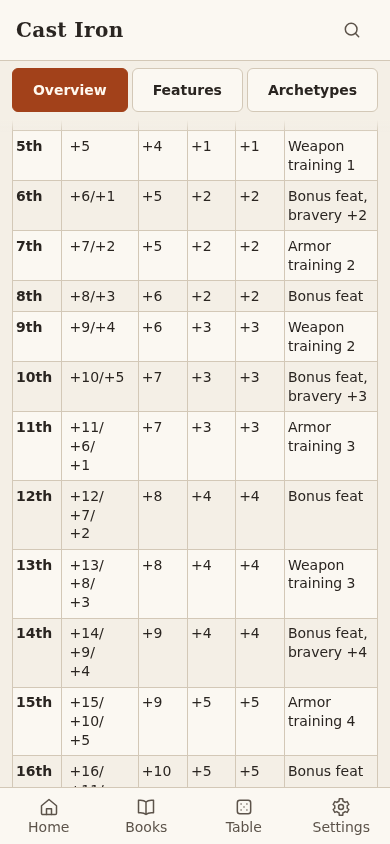 Cast Iron
Overview Features Archetypes
5th +5 +4 +1 +1 Weapon
training 1
6th +6/+1 +5 +2 +2 Bonus feat,
bravery +2
7th +7/+2 +5 +2 +2 Armor
training 2
8th +8/+3 +6 +2 +2 Bonus feat
9th +9/+4 +6 +3 +3 Weapon
training 2
10th +10/+5 +7 +3 +3 Bonus feat,
bravery +3
11th +11/ +7 +3 +3 Armor
+6/ training 3
+1
12th +12/ +8 +4 +4 Bonus feat
+7/
+2
13th +13/ +8 +4 +4 Weapon
+8/ training 3
+3
14th +14/ +9 +4 +4 Bonus feat,
+9/ bravery +4
+4
15th +15/ +9 +5 +5 Armor
+10/ training 4
+5
16th +16/ +10 +5 +5 Bonus feat
Home Books Table Settings